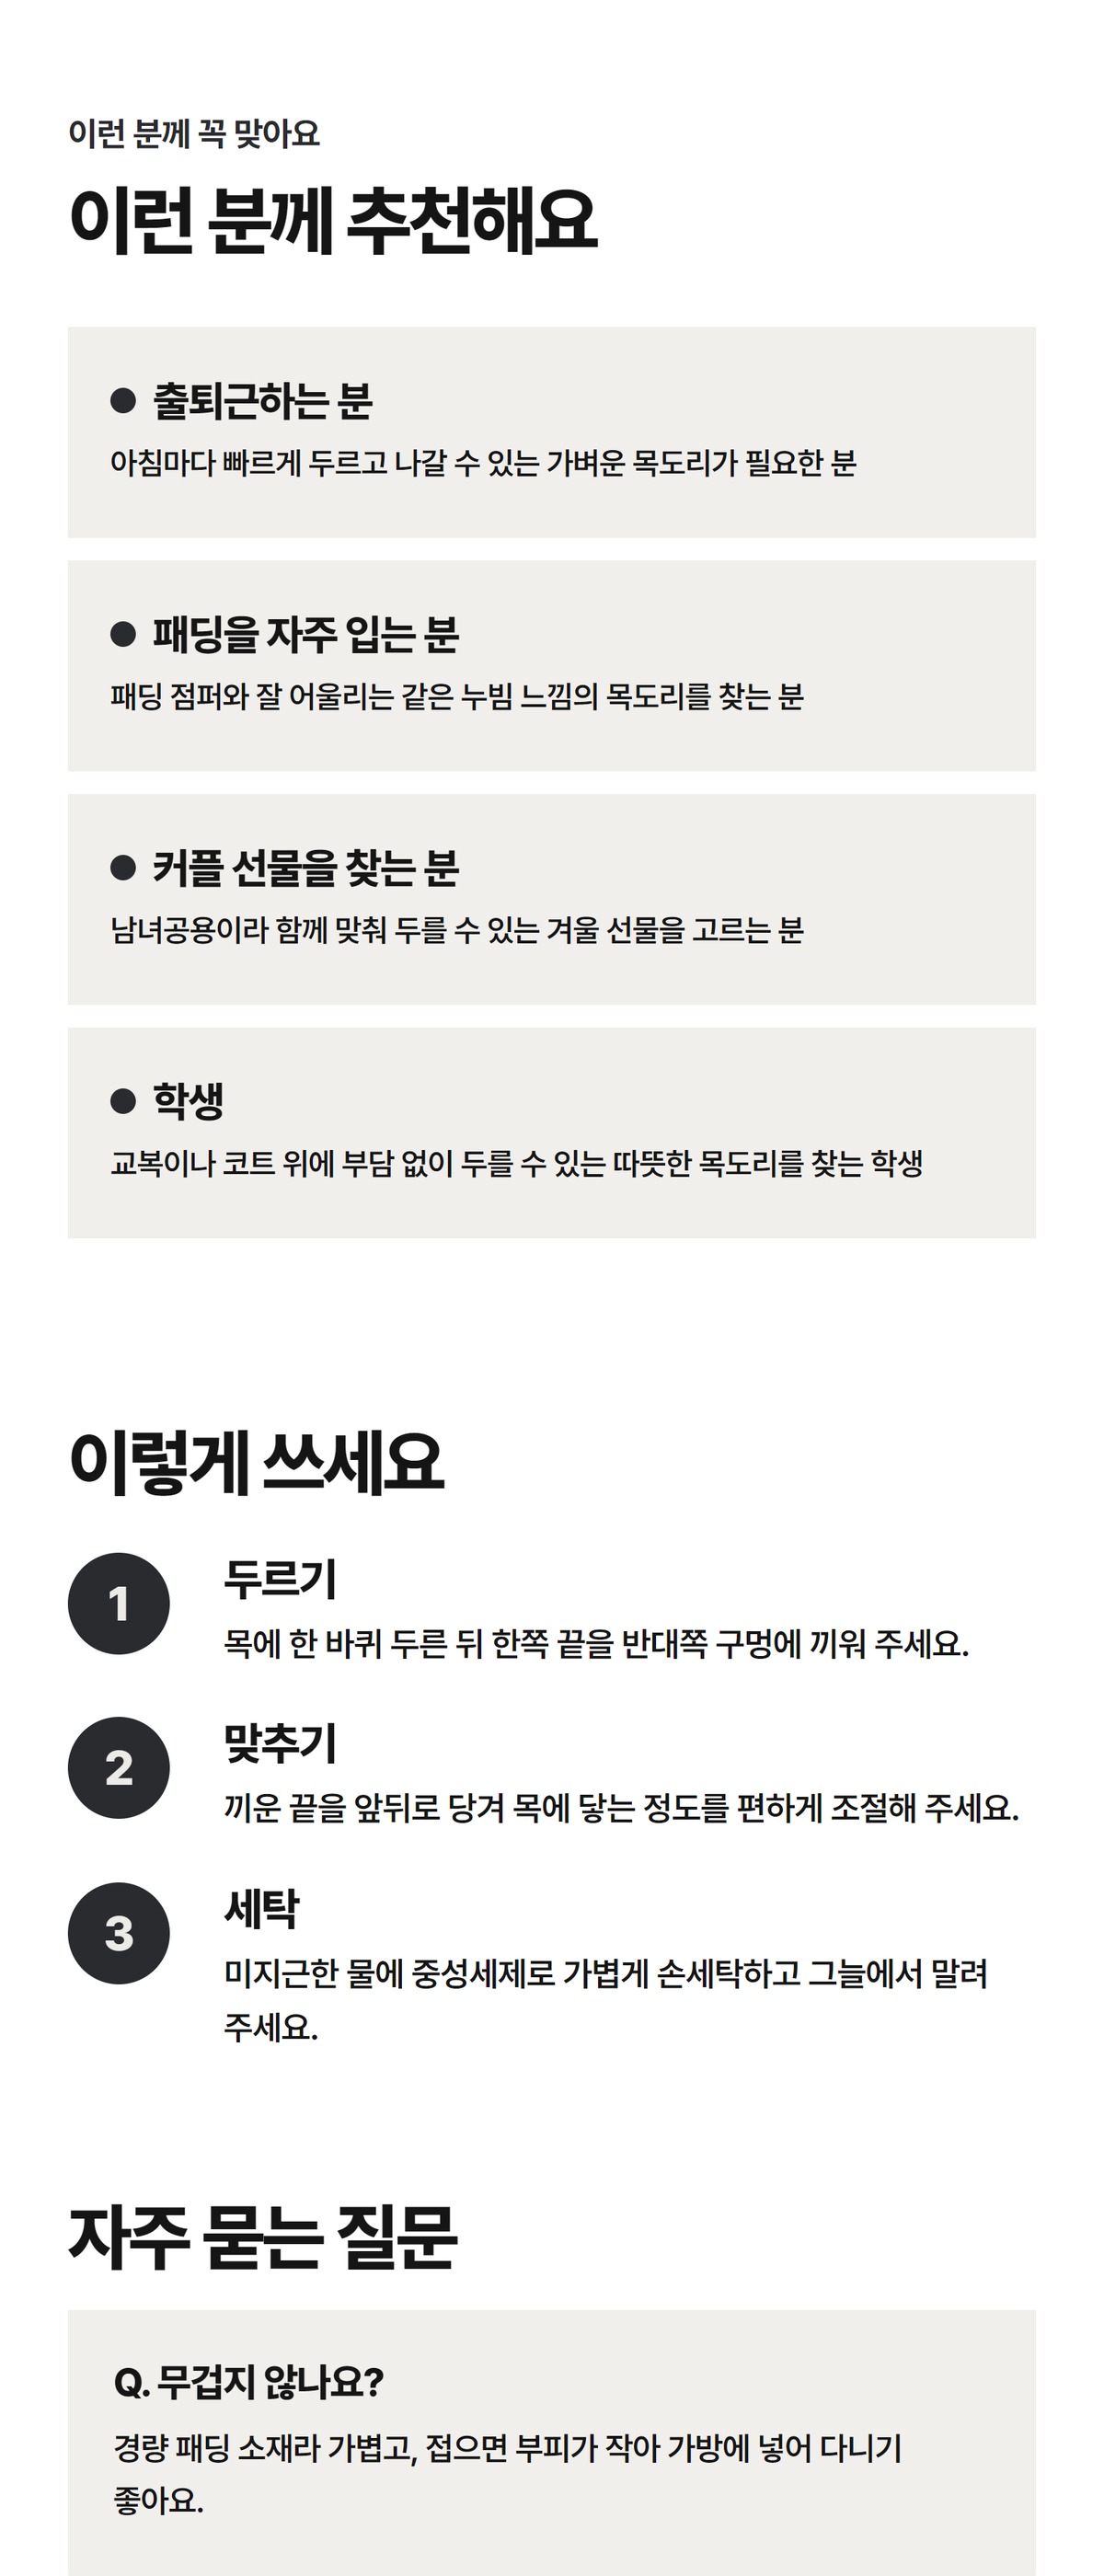 이런 분께 꼭 맞아요
이런 분께 추천해요
출퇴근하는 분
아침마다 빠르게 두르고 나갈 수 있는 가벼운 목도리가 필요한 분
패딩을 자주 입는 분
패딩 점퍼와 잘 어울리는 같은 누빔 느낌의 목도리를 찾는 분
커플 선물을 찾는 분
남녀공용이라 함께 맞춰 두를 수 있는 겨울 선물을 고르는 분
학생
교복이나 코트 위에 부담 없이 두를 수 있는 따뜻한 목도리를 찾는 학생
이렇게 쓰세요
1
두르기
목에 한 바퀴 두른 뒤 한쪽 끝을 반대쪽 구멍에 끼워 주세요.
2
맞추기
끼운 끝을 앞뒤로 당겨 목에 닿는 정도를 편하게 조절해 주세요.
3
세탁
미지근한 물에 중성세제로 가볍게 손세탁하고 그늘에서 말려
주세요.
자주 묻는 질문
Q. 무겁지 않나요?
경량 패딩 소재라 가볍고, 접으면 부피가 작아 가방에 넣어 다니기
좋아요.